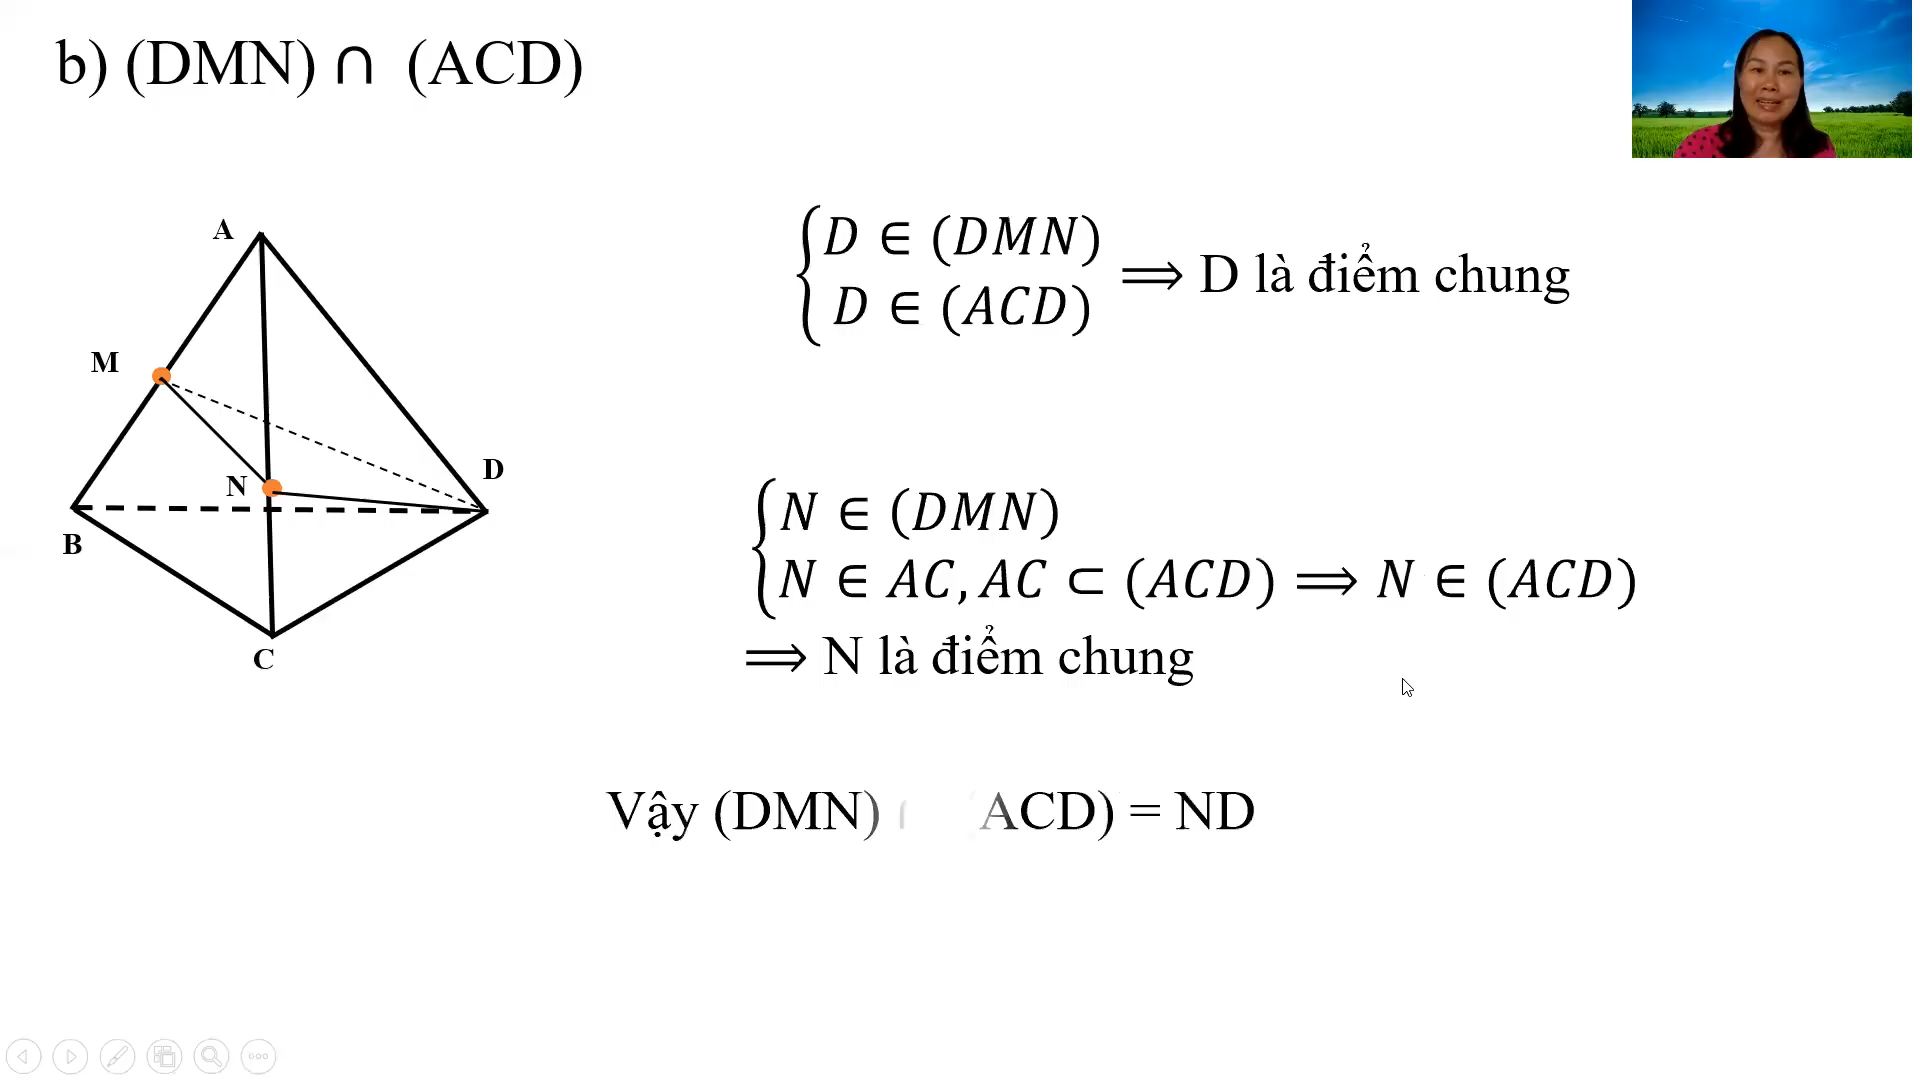 b) (DMN) ∩ (ACD)
A
M
N
D
B
C
{D ∈ (DMN)
D ∈ (ACD) ⟹ D là điểm chung
{N ∈ (DMN)
N ∈ AC, AC ⊂ (ACD) ⟹ N ∈ (ACD)
⟹ N là điểm chung
Vậy (DMN) ∩ (ACD) = ND